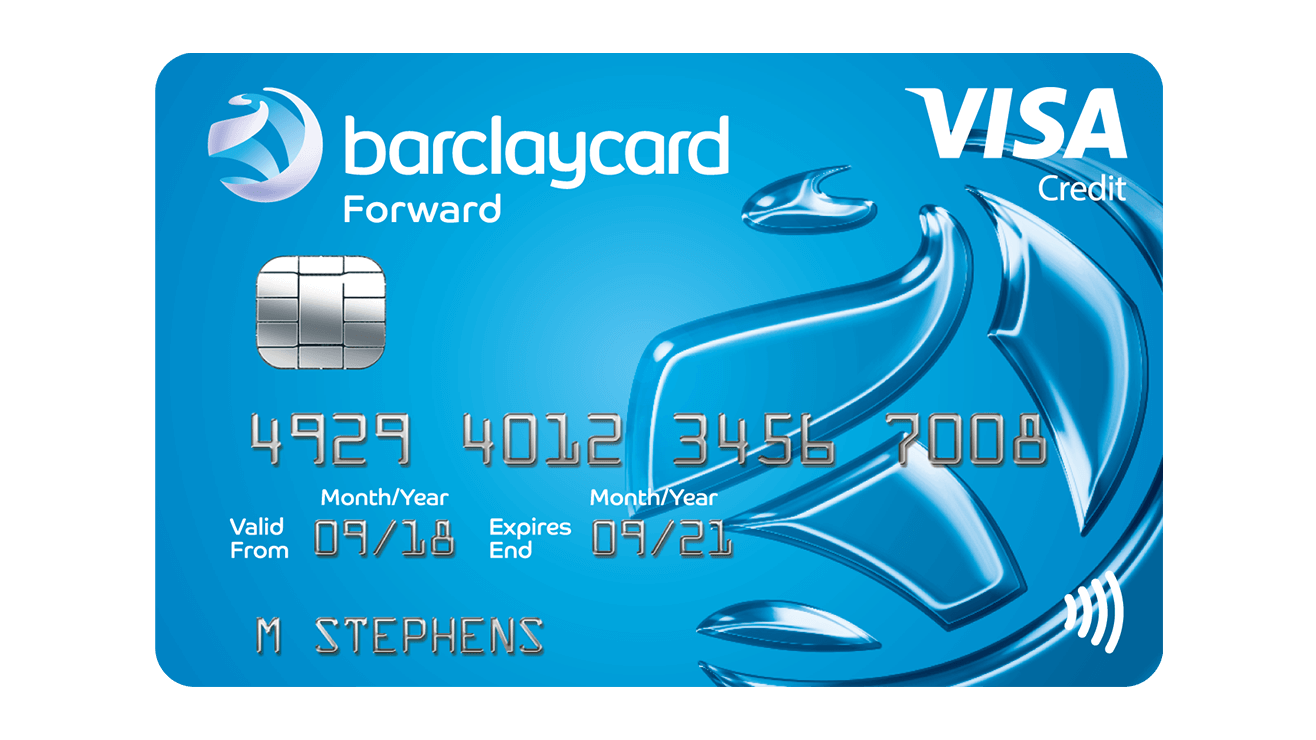 barclaycard
Forward
VISA
Credit
4929 4012 3456 7008
Month/Year Month/Year
Valid From 09/18 Expires End 09/21
M STEPHENS